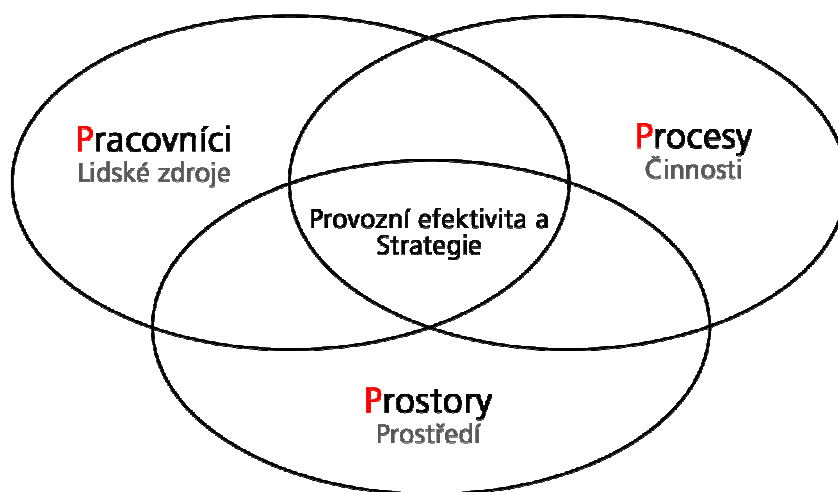 Pracovníci
Lidské zdroje
Procesy
Činnosti
Provozní efektivita a
Strategie
Prostory
Prostředí